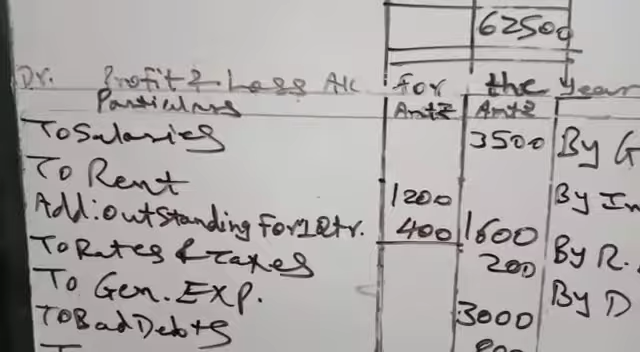 62500
Dr. Profit & Loss A/c for the Year
Particulars Amt₹ Amt₹
To Salaries 3500 By G
To Rent 1200 By In
Add: Outstanding For 1 Qtr. 400 1600
To Rates & Taxes 200 By R.
To Gen. EXP. 3000 By D
To Bad Debts